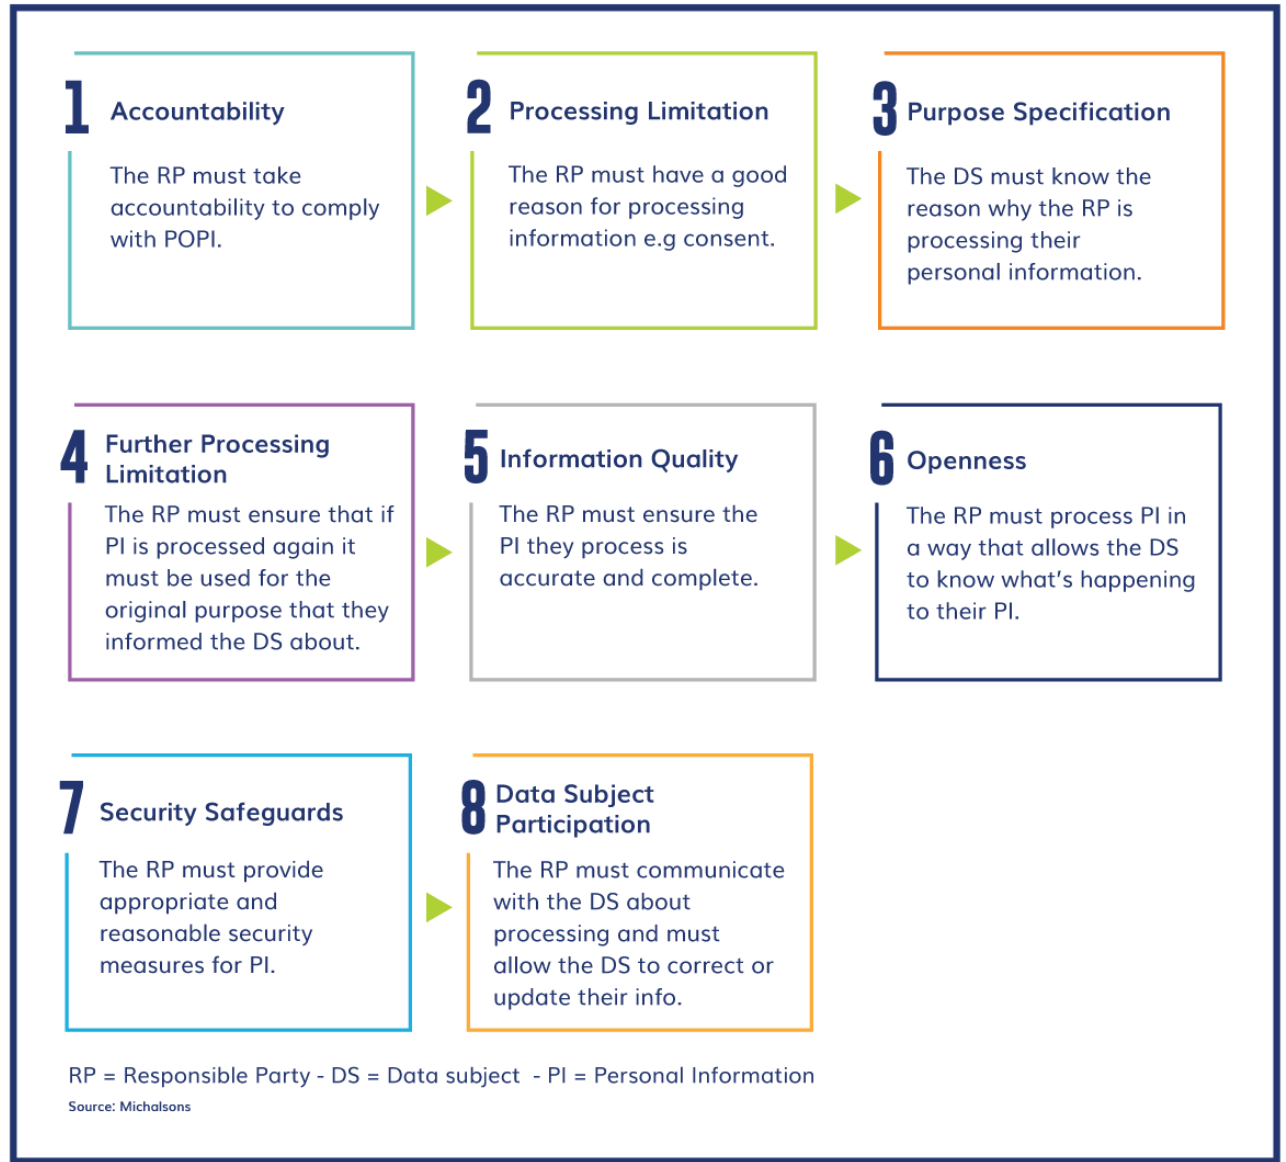 1 Accountability
The RP must take
accountability to comply
with POPI.
2 Processing Limitation
The RP must have a good
reason for processing
information e.g consent.
3 Purpose Specification
The DS must know the
reason why the RP is
processing their
personal information.
4 Further Processing
Limitation
The RP must ensure that if
PI is processed again it
must be used for the
original purpose that they
informed the DS about.
5 Information Quality
The RP must ensure the
PI they process is
accurate and complete.
6 Openness
The RP must process PI in
a way that allows the DS
to know what's happening
to their PI.
7 Security Safeguards
The RP must provide
appropriate and
reasonable security
measures for PI.
8 Data Subject
Participation
The RP must communicate
with the DS about
processing and must
allow the DS to correct or
update their info.
RP = Responsible Party - DS = Data subject - PI = Personal Information
Source: Michalsons